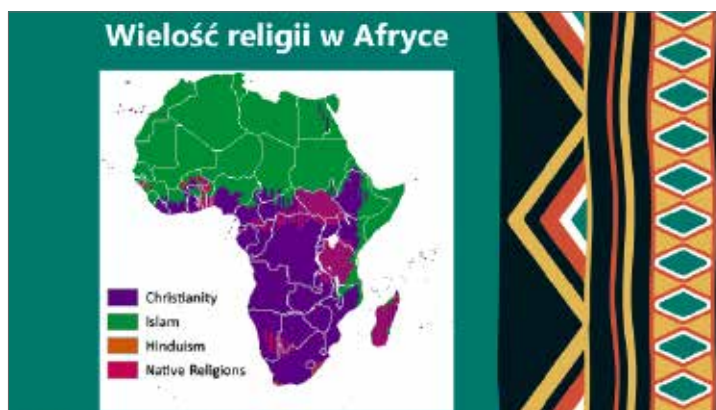 Wielość religii w Afryce
Christianity
Islam
Hinduism
Native Religions